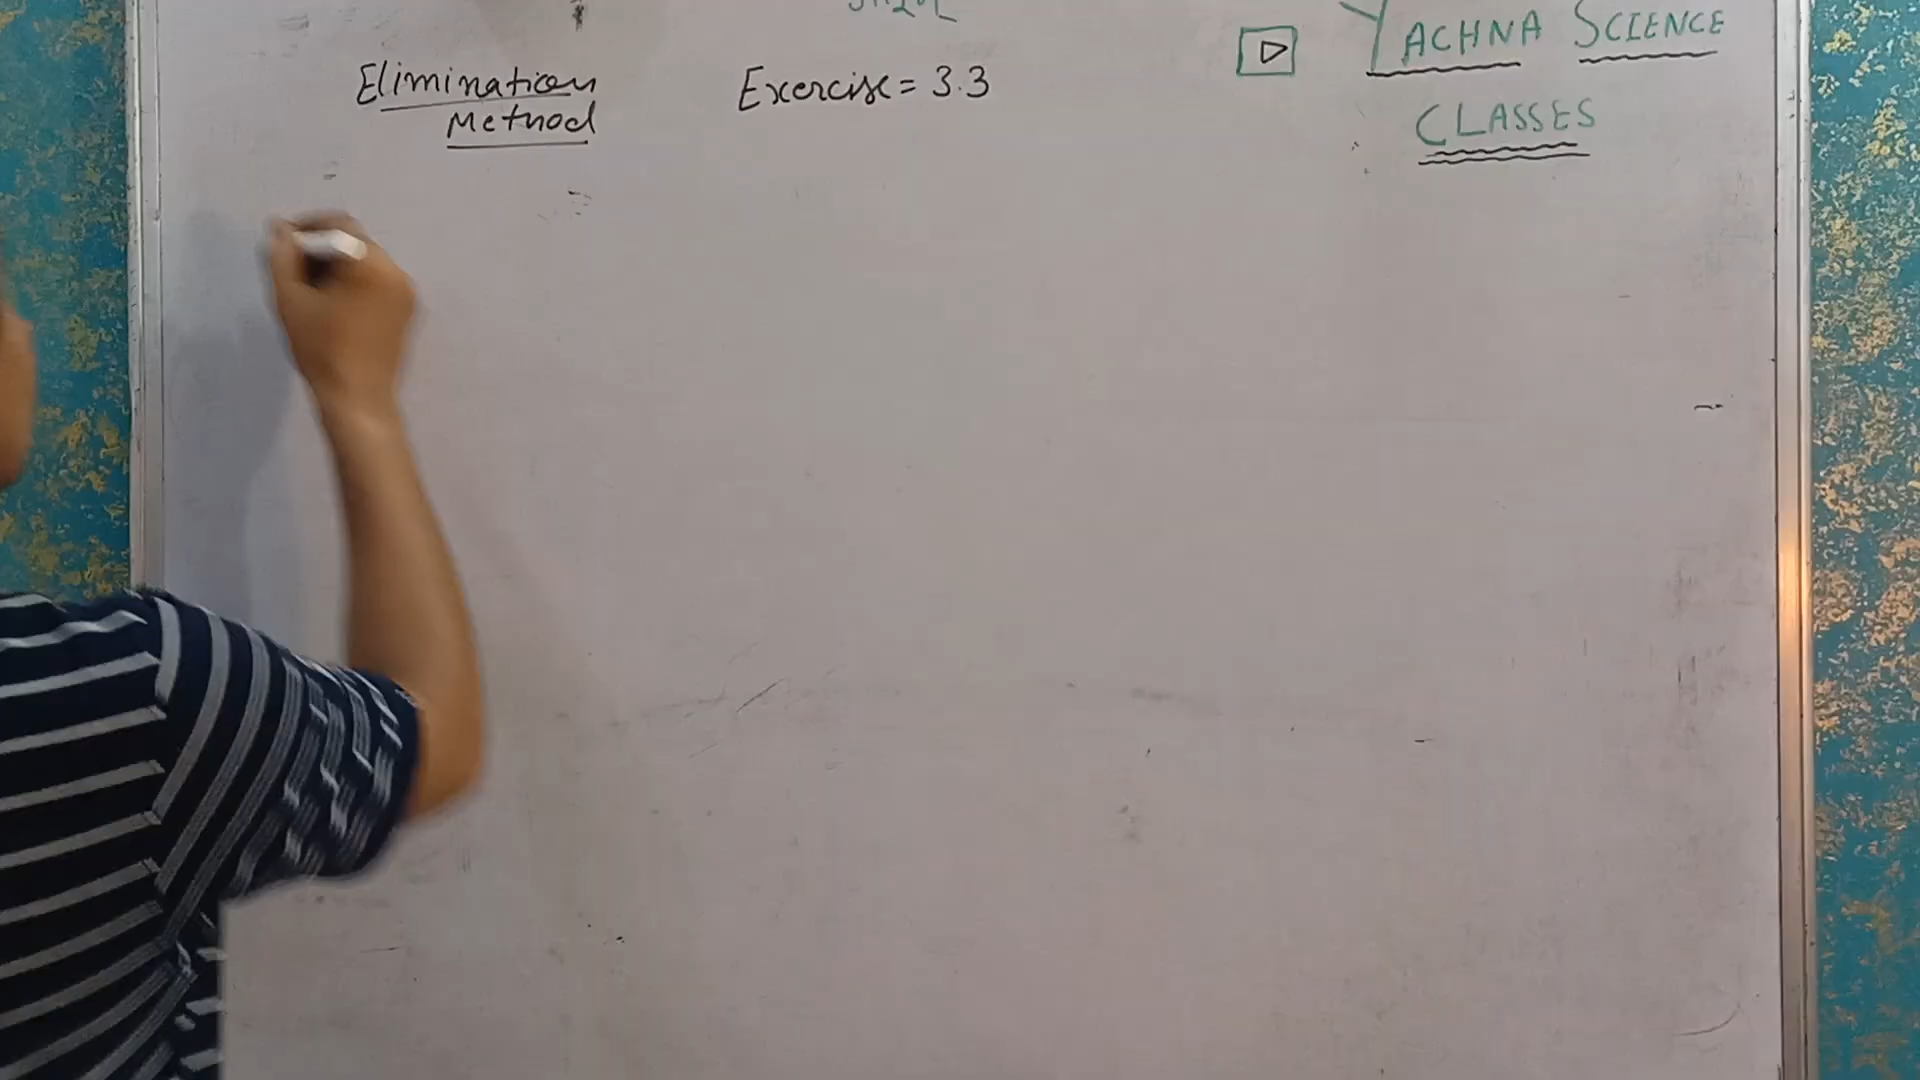 YACHNA SCIENCE
CLASSES
Elimination
Method
Exercise = 3.3